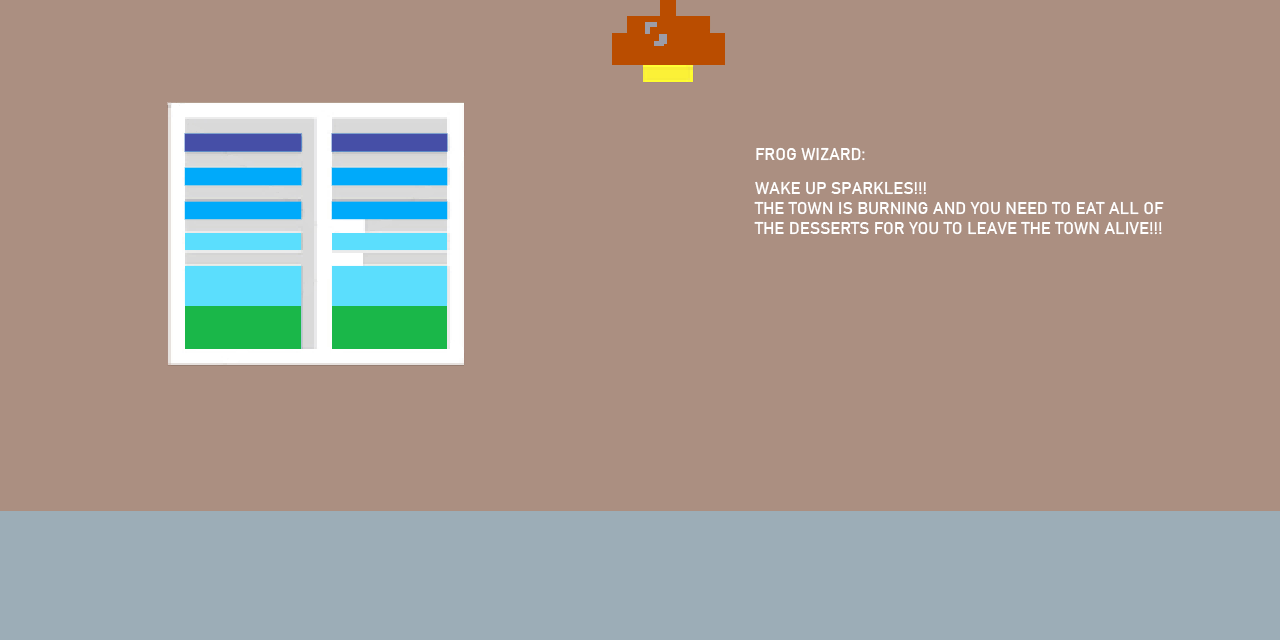 FROG WIZARD:
WAKE UP SPARKLES!!!
THE TOWN IS BURNING AND YOU NEED TO EAT ALL OF
THE DESSERTS FOR YOU TO LEAVE THE TOWN ALIVE!!!